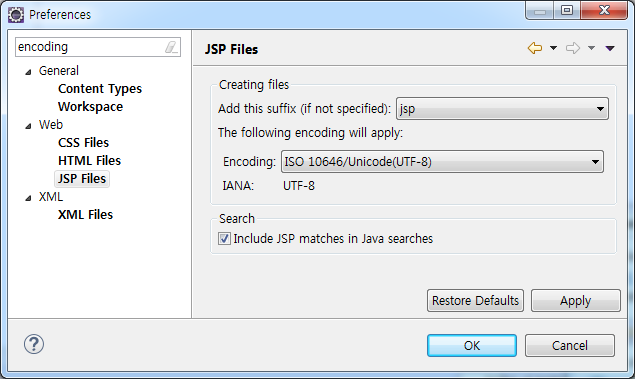 Preferences
encoding
JSP Files
General
Content Types
Workspace
Web
CSS Files
HTML Files
JSP Files
XML
XML Files
Creating files
Add this suffix (if not specified): jsp
The following encoding will apply:
Encoding: ISO 10646/Unicode(UTF-8)
IANA: UTF-8
Search
Include JSP matches in Java searches
Restore Defaults Apply
? OK Cancel